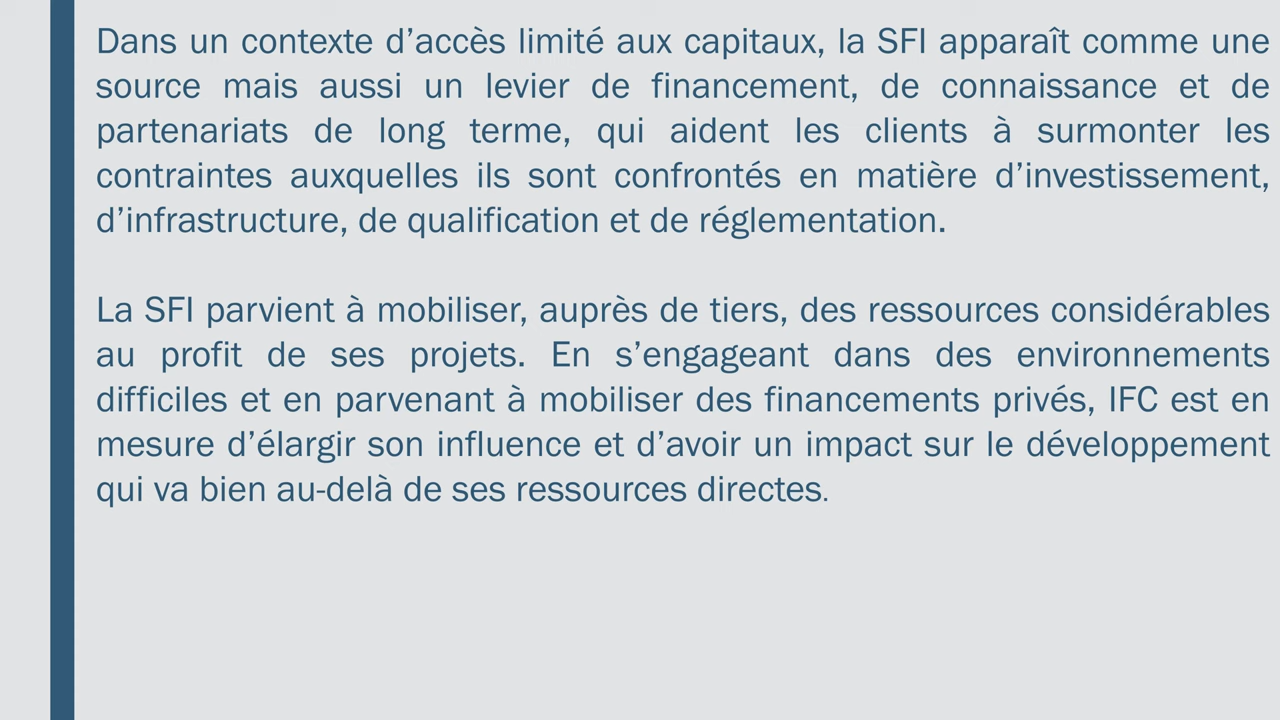 Dans un contexte d’accès limité aux capitaux, la SFI apparaît comme une
source mais aussi un levier de financement, de connaissance et de
partenariats de long terme, qui aident les clients à surmonter les
contraintes auxquelles ils sont confrontés en matière d’investissement,
d’infrastructure, de qualification et de réglementation.
La SFI parvient à mobiliser, auprès de tiers, des ressources considérables
au profit de ses projets. En s’engageant dans des environnements
difficiles et en parvenant à mobiliser des financements privés, IFC est en
mesure d’élargir son influence et d’avoir un impact sur le développement
qui va bien au-delà de ses ressources directes.